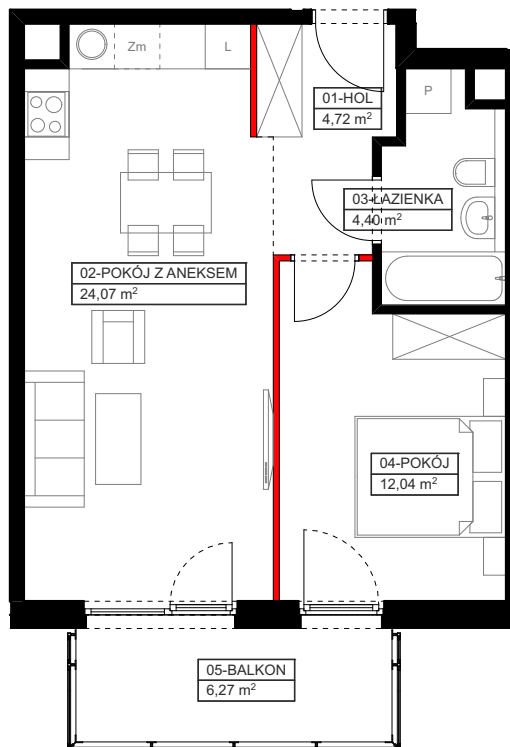 Zm
L
P
01-HOL
4,72 m²
03-ŁAZIENKA
4,40 m²
02-POKÓJ Z ANEKSEM
24,07 m²
04-POKÓJ
12,04 m²
05-BALKON
6,27 m²